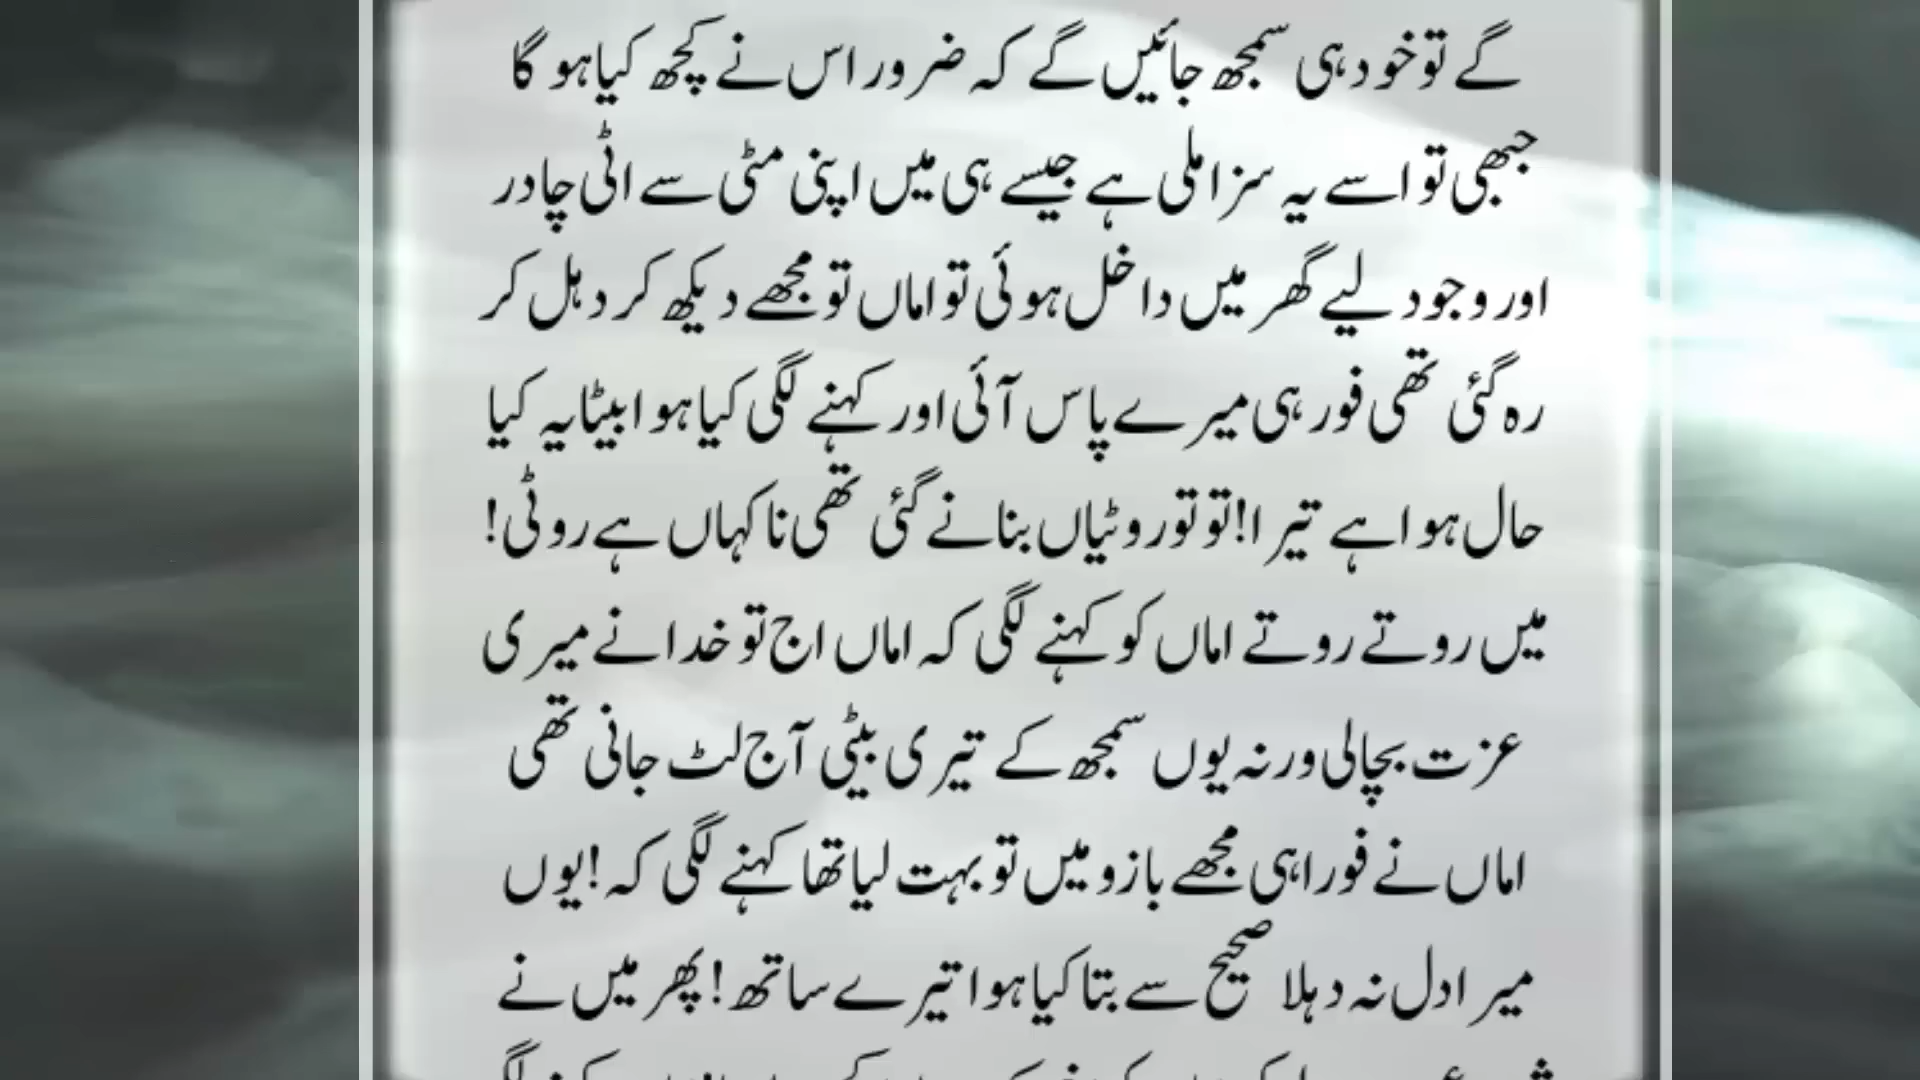 گے تو خود ہی سمجھ جائیں گے کہ ضرور اس نے کچھ کیا ہو گا
جبھی تو اسے یہ سزا ملی ہے جیسے ہی میں اپنی مٹی سے اٹی چادر
اور وجود لیے گھر میں داخل ہوئی تو اماں تو مجھے دیکھ کر دہل کر
رہ گئی تھی فور ہی میرے پاس آئی اور کہنے لگی کیا ہوا بیٹا یہ کیا
حال ہوا ہے تیرا! تو تو روٹیاں بنانے گئی تھی نا کہاں ہے روٹی!
میں روتے روتے اماں کو کہنے لگی کہ اماں اج تو خدا نے میری
عزت بچالی ورنہ یوں سمجھ کے تیری بیٹی آج لٹ جانی تھی
اماں نے فورا ہی مجھے بازو میں تو بہت لیا تھا کہنے لگی کہ! یوں
میرا دل نہ دہلا صحیح سے بتا کیا ہوا تیرے ساتھ! پھر میں نے